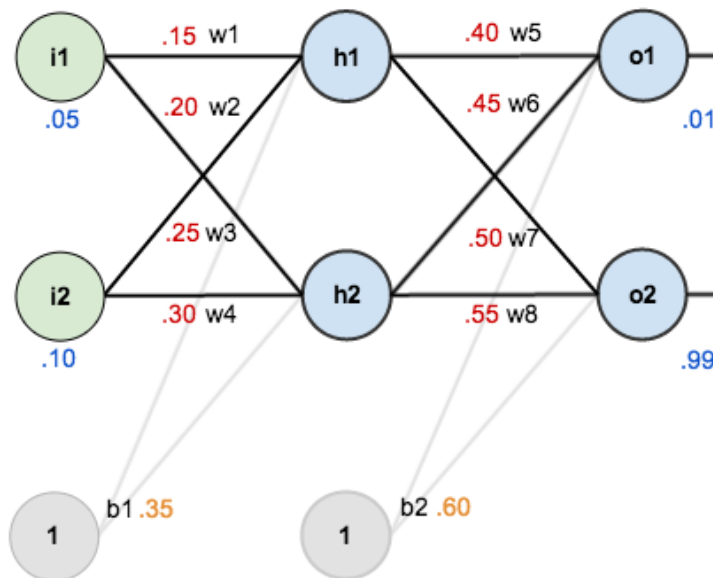 i1 .15 w1 h1 .40 w5 o1
.05 .20 w2 .45 w6 .01
.25 w3 .50 w7
i2 .30 w4 h2 .55 w8 o2
.10 .99
1 b1 .35 1 b2 .60